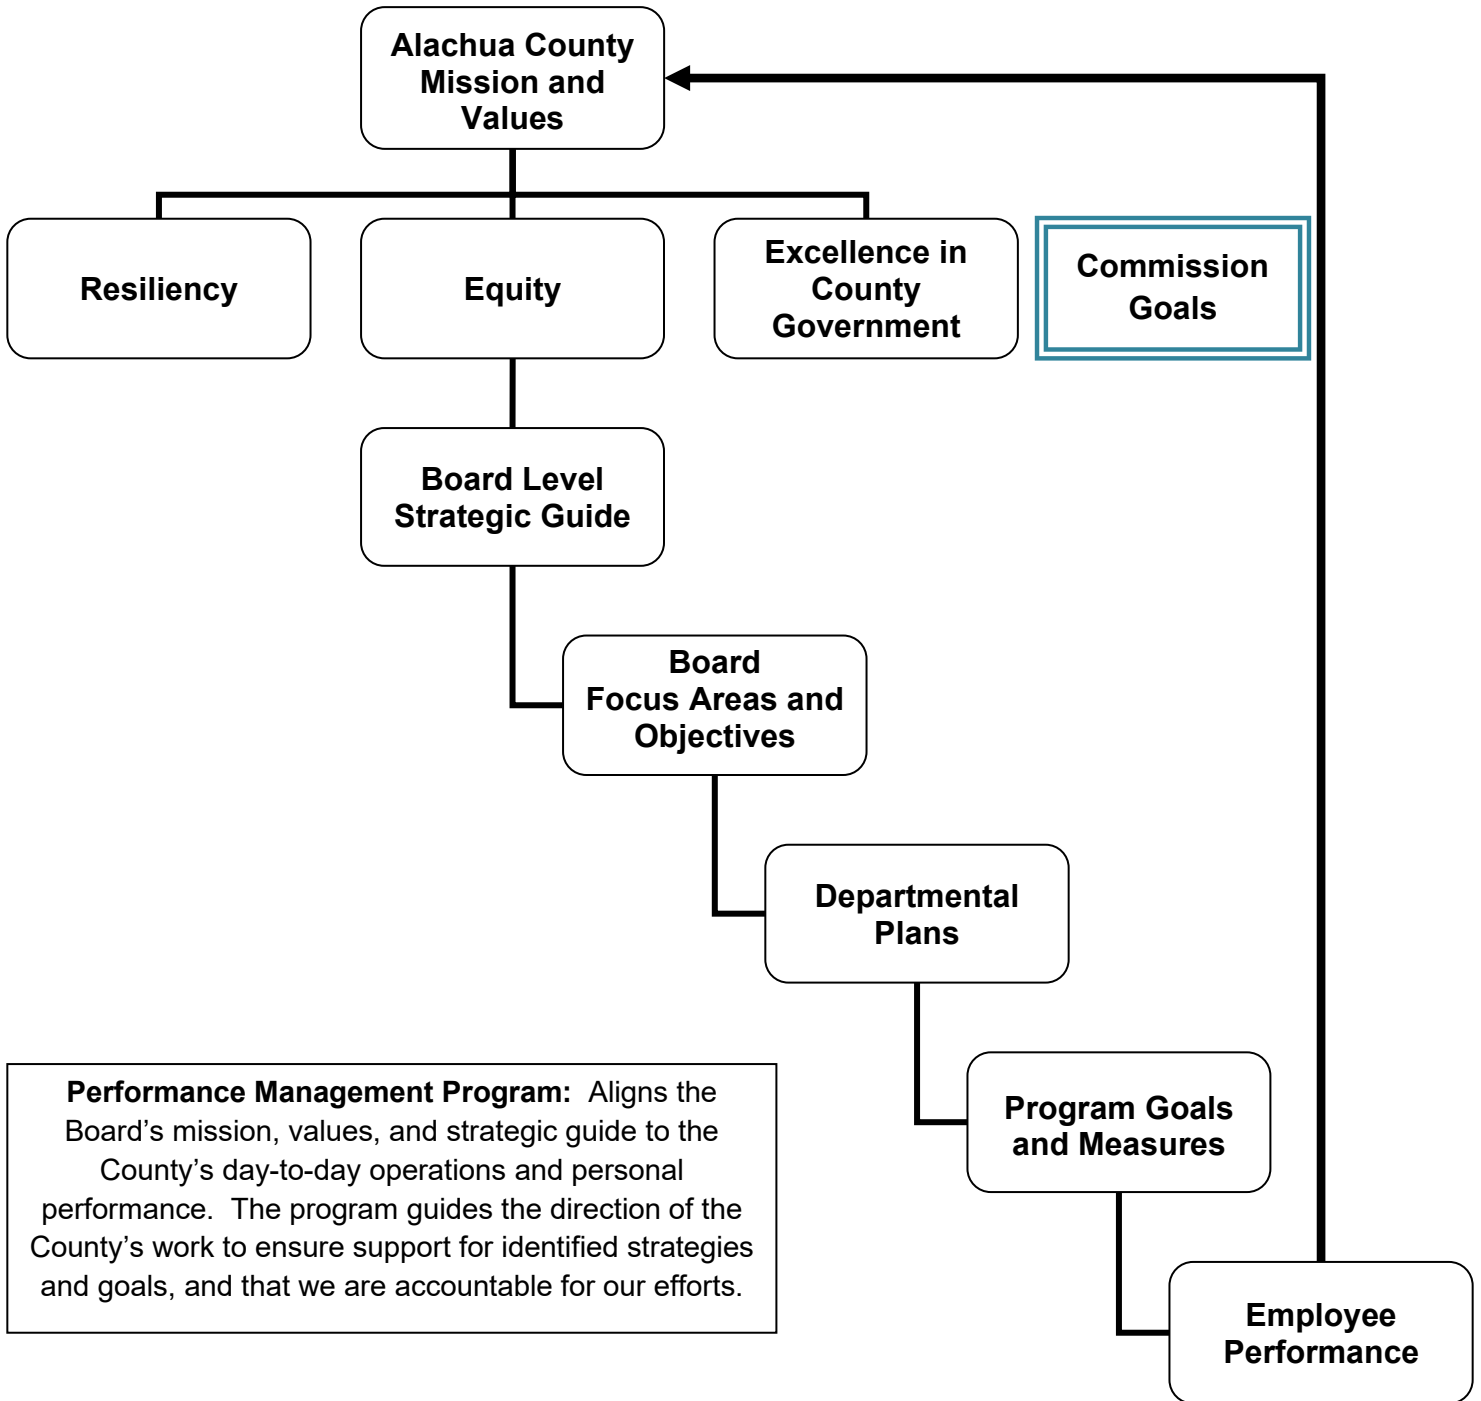 Alachua County
Mission and
Values
Resiliency
Equity
Excellence in
County
Government
Commission
Goals
Board Level
Strategic Guide
Board
Focus Areas and
Objectives
Departmental
Plans
Program Goals
and Measures
Employee
Performance
Performance Management Program:  Aligns the
Board’s mission, values, and strategic guide to the
County’s day-to-day operations and personal
performance.  The program guides the direction of the
County’s work to ensure support for identified strategies
and goals, and that we are accountable for our efforts.